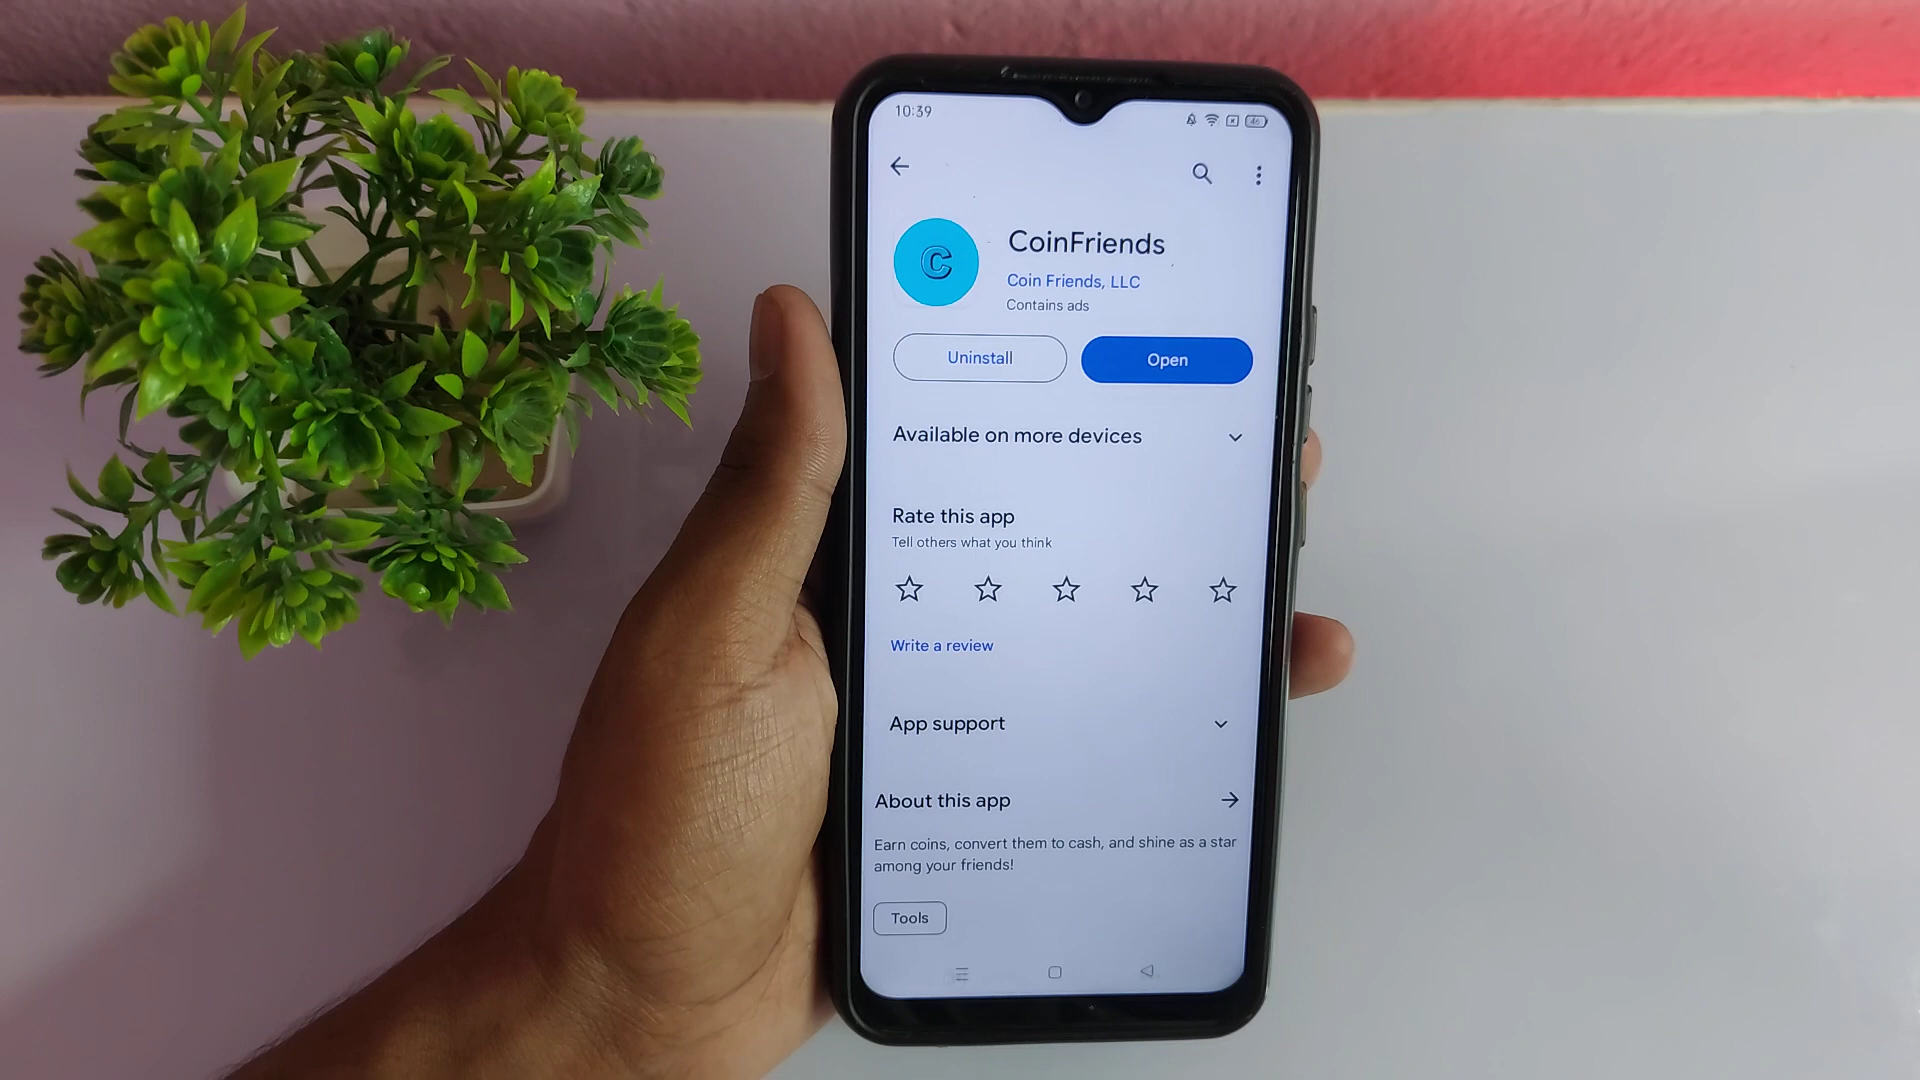 10:39
46
C
CoinFriends
Coin Friends, LLC
Contains ads
Uninstall
Open
Available on more devices
Rate this app
Tell others what you think
Write a review
App support
About this app
Earn coins, convert them to cash, and shine as a star
among your friends!
Tools